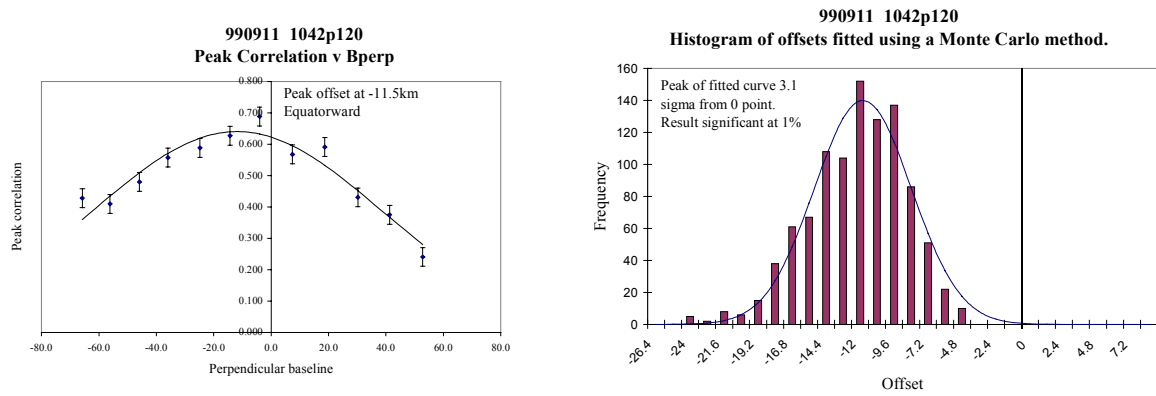 990911 1042p120
Peak Correlation v Bperp
Peak offset at -11.5km
Equatorward
0.800
0.700
0.600
0.500
0.400
0.300
0.200
0.100
0.000
Peak correlation
-80.0 -60.0 -40.0 -20.0 0.0 20.0 40.0 60.0 80.0
Perpendicular baseline
990911 1042p120
Histogram of offsets fitted using a Monte Carlo method.
Peak of fitted curve 3.1
sigma from 0 point.
Result significant at 1%
160
140
120
100
80
60
40
20
0
Frequency
-26.4 -24 -21.6 -19.2 -16.8 -14.4 -12 -9.6 -7.2 -4.8 -2.4 0 2.4 4.8 7.2
Offset